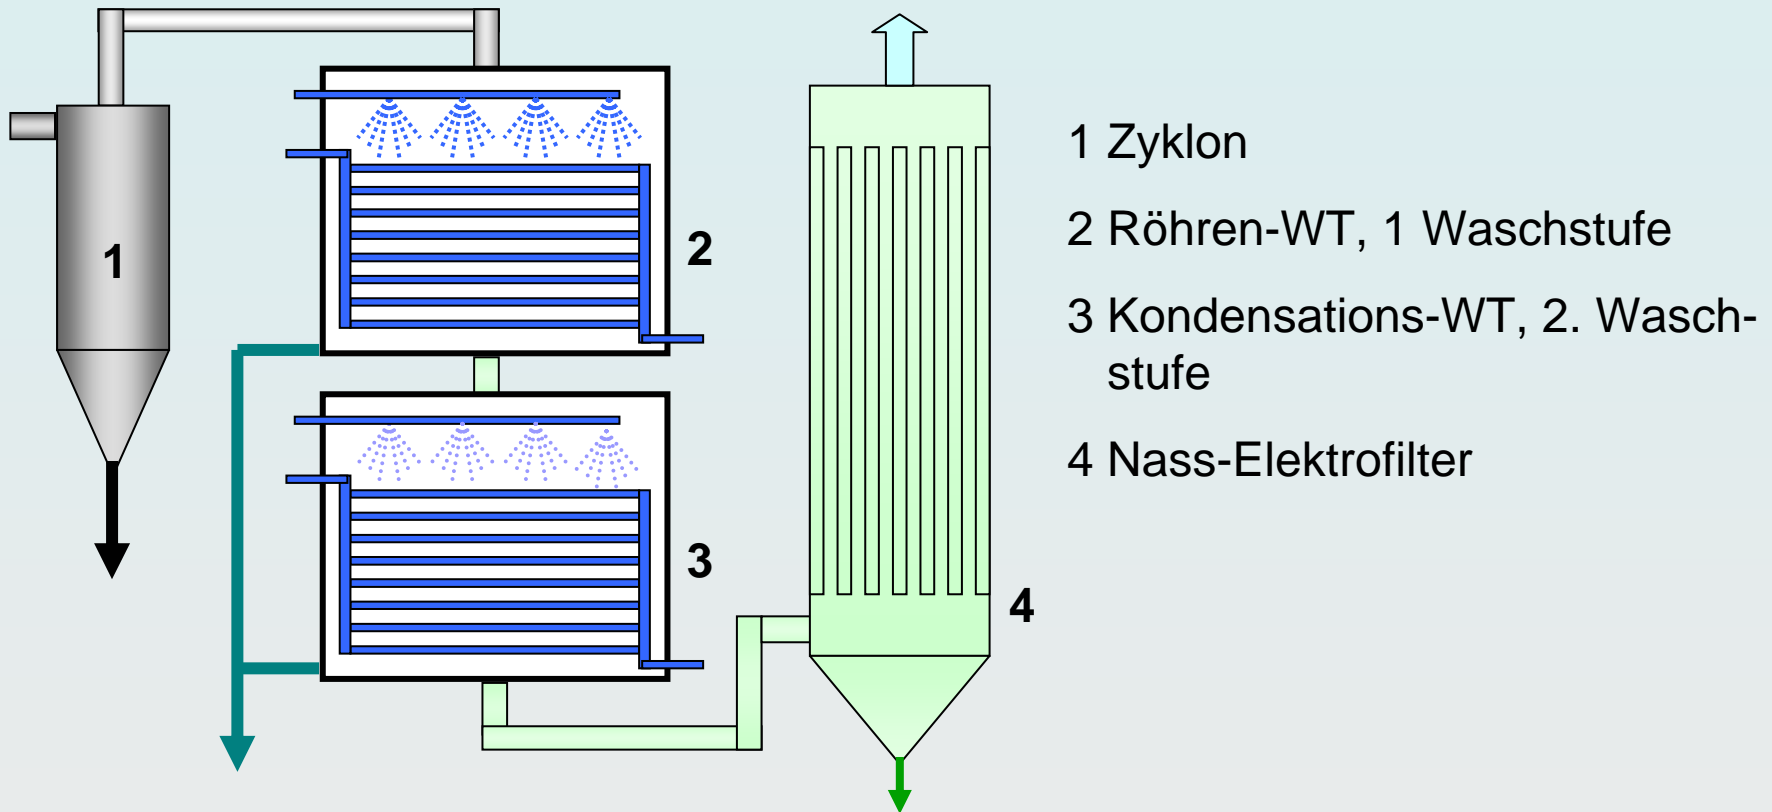 1
2
3
4
1 Zyklon
2 Röhren-WT, 1 Waschstufe
3 Kondensations-WT, 2. Wasch-
stufe
4 Nass-Elektrofilter